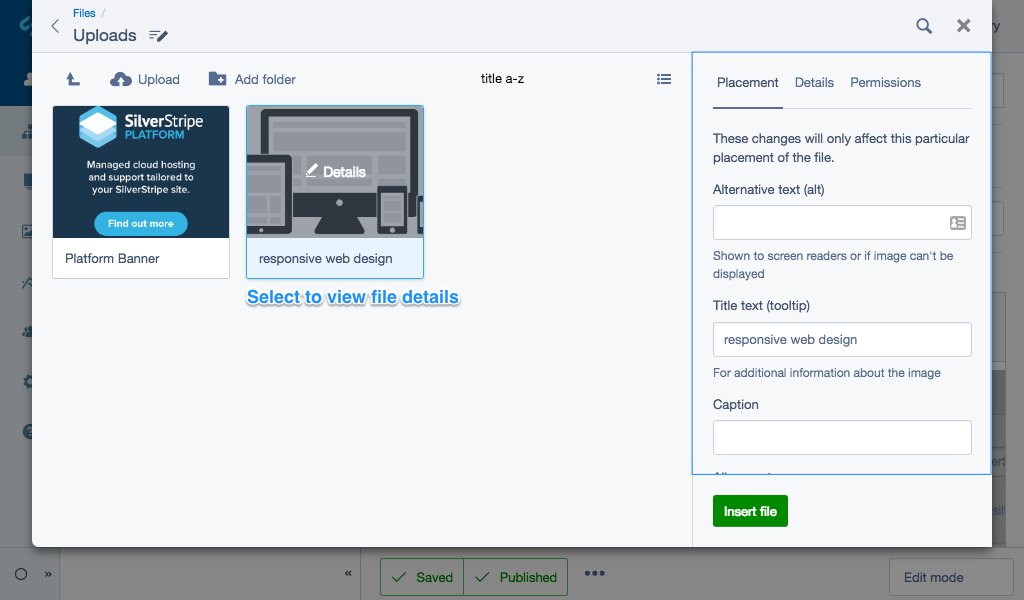 Files /
Uploads
ry
Upload
Add folder
title a-z
SilverStripe
PLATFORM
Managed cloud hosting
and support tailored to
your SilverStripe site.
Find out more
Platform Banner
Details
responsive web design
Select to view file details
Placement
Details
Permissions
These changes will only affect this particular
placement of the file.
Alternative text (alt)
Shown to screen readers or if image can't be
displayed
Title text (tooltip)
responsive web design
For additional information about the image
Caption
Insert file
»
«
Saved
Published
•••
Edit mode